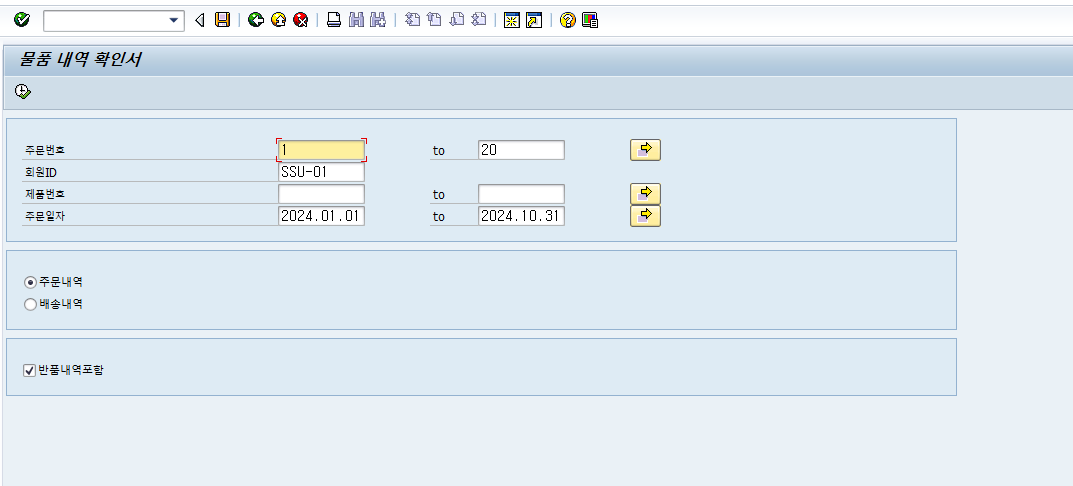 물품 내역 확인서
주문번호 1 to 20
회원ID SSU-01
제품번호 to
주문일자 2024.01.01 to 2024.10.31
주문내역
배송내역
반품내역포함